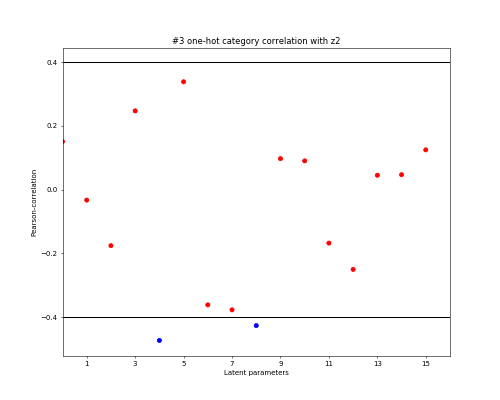 #3 one-hot category correlation with z2
0.4
0.2
0.0
−0.2
−0.4
Pearson-correlation
1 3 5 7 9 11 13 15
Latent parameters